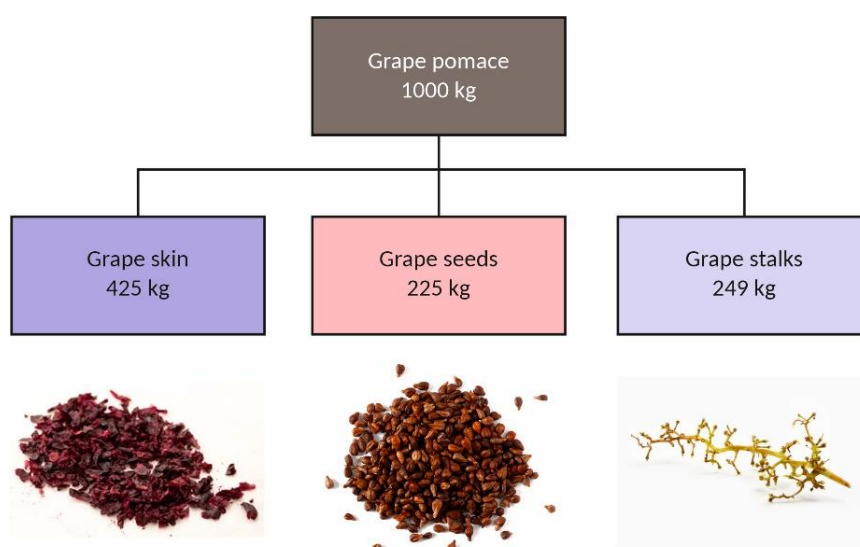 Grape pomace
1000 kg
Grape skin
425 kg
Grape seeds
225 kg
Grape stalks
249 kg